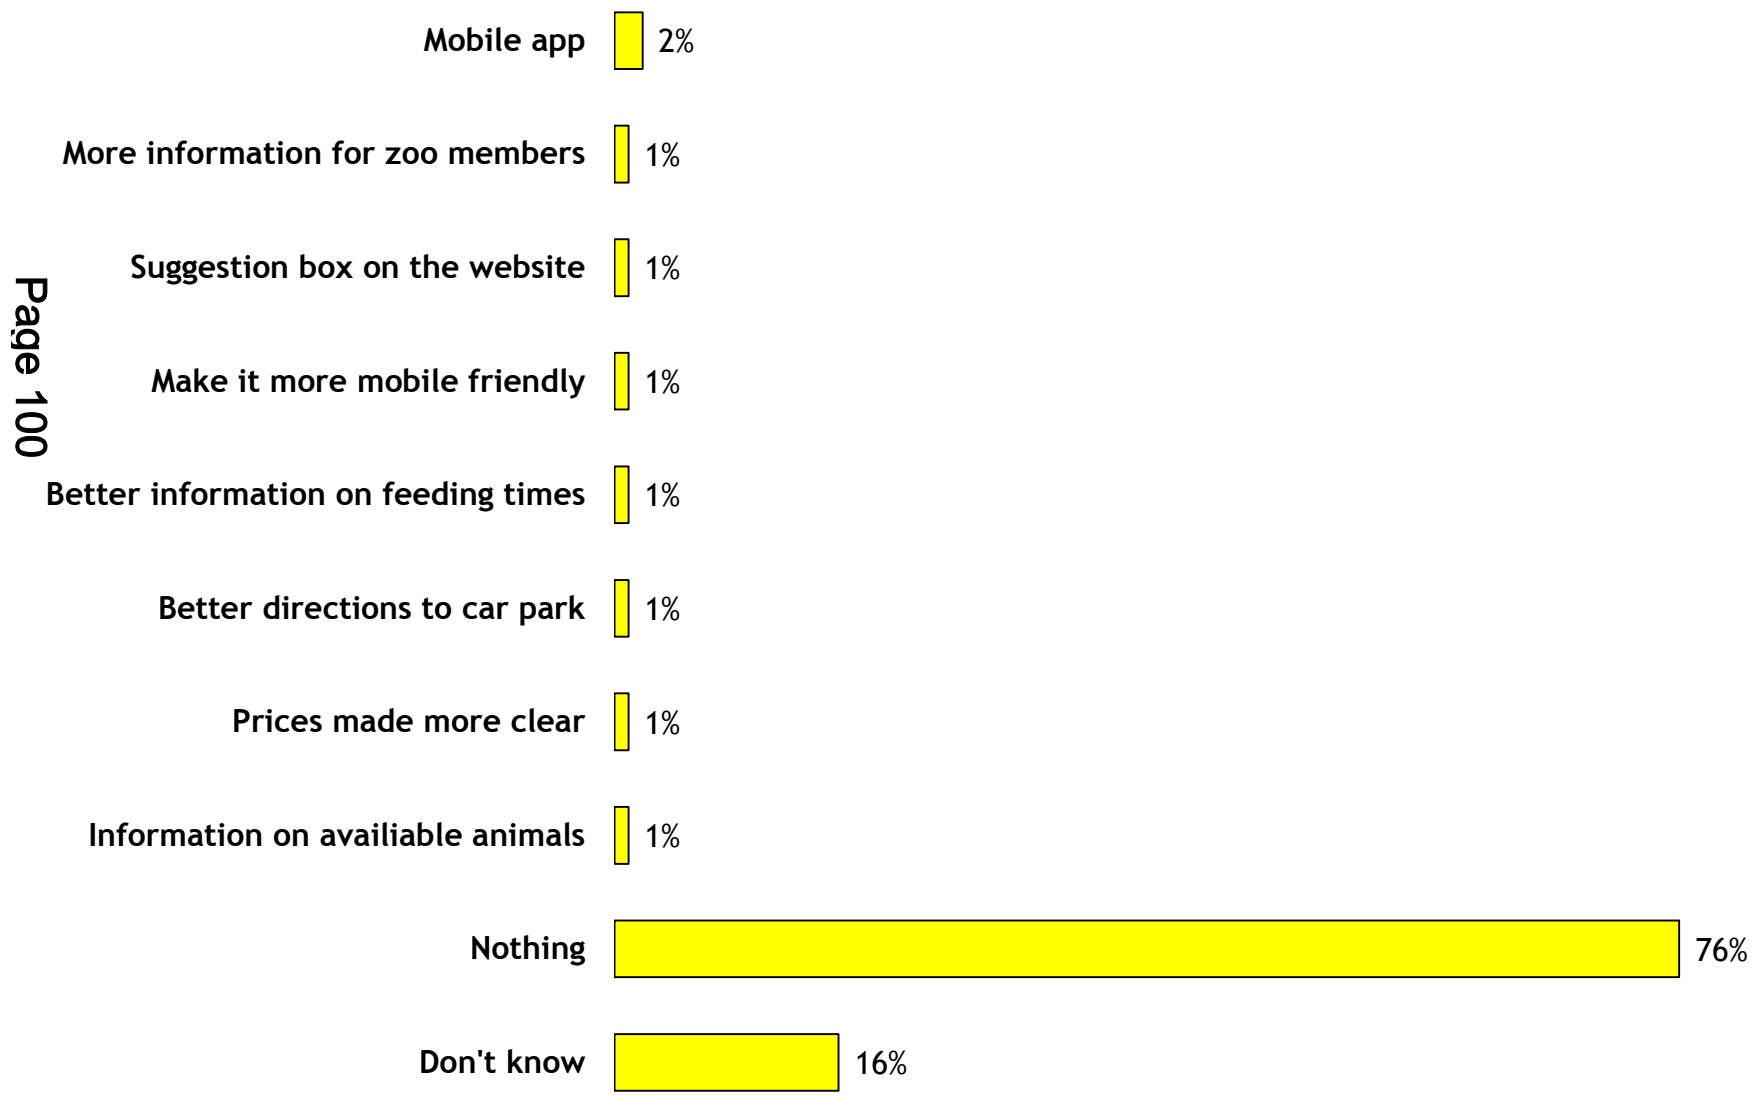 Mobile app 2%
More information for zoo members 1%
Suggestion box on the website 1%
Make it more mobile friendly 1%
Better information on feeding times 1%
Better directions to car park 1%
Prices made more clear 1%
Information on availiable animals 1%
Nothing 76%
Don't know 16%
Page 100